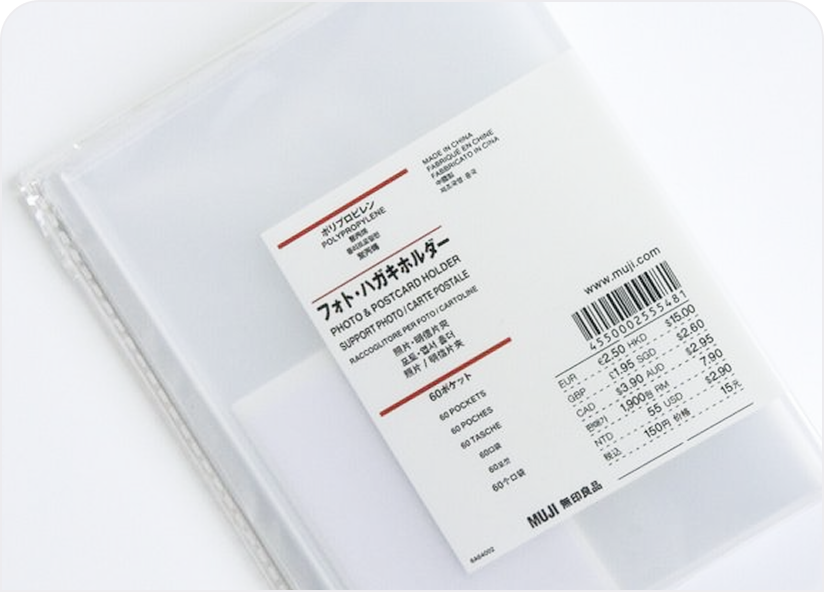 MADE IN CHINA
FABRIQUÉ EN CHINE
FABBRICATO IN CINA
中國製
제조국명:중국
ポリプロピレン
POLYPROPYLENE
聚丙烯
폴리프로필렌
フォト・ハガキホルダー
PHOTO & POSTCARD HOLDER
SUPPORT PHOTO / CARTE POSTALE
RACCOGLITORE PER FOTO / CARTOLINE
照片・明信片夾
포토・엽서 홀더
照片 / 明信片夹
60ポケット
60 POCKETS
60 POCHES
60 TASCHE
60口袋
60포켓
60个口袋
www.muji.com
4550002555481
EUR €2.50 HKD $15.00
GBP £1.95 SGD $2.60
CAD $3.90 AUD $2.95
판매가 1,900원 RM 7.90
NTD 55 USD $2.90
税込 150円 价格 15元
MUJI 無印良品